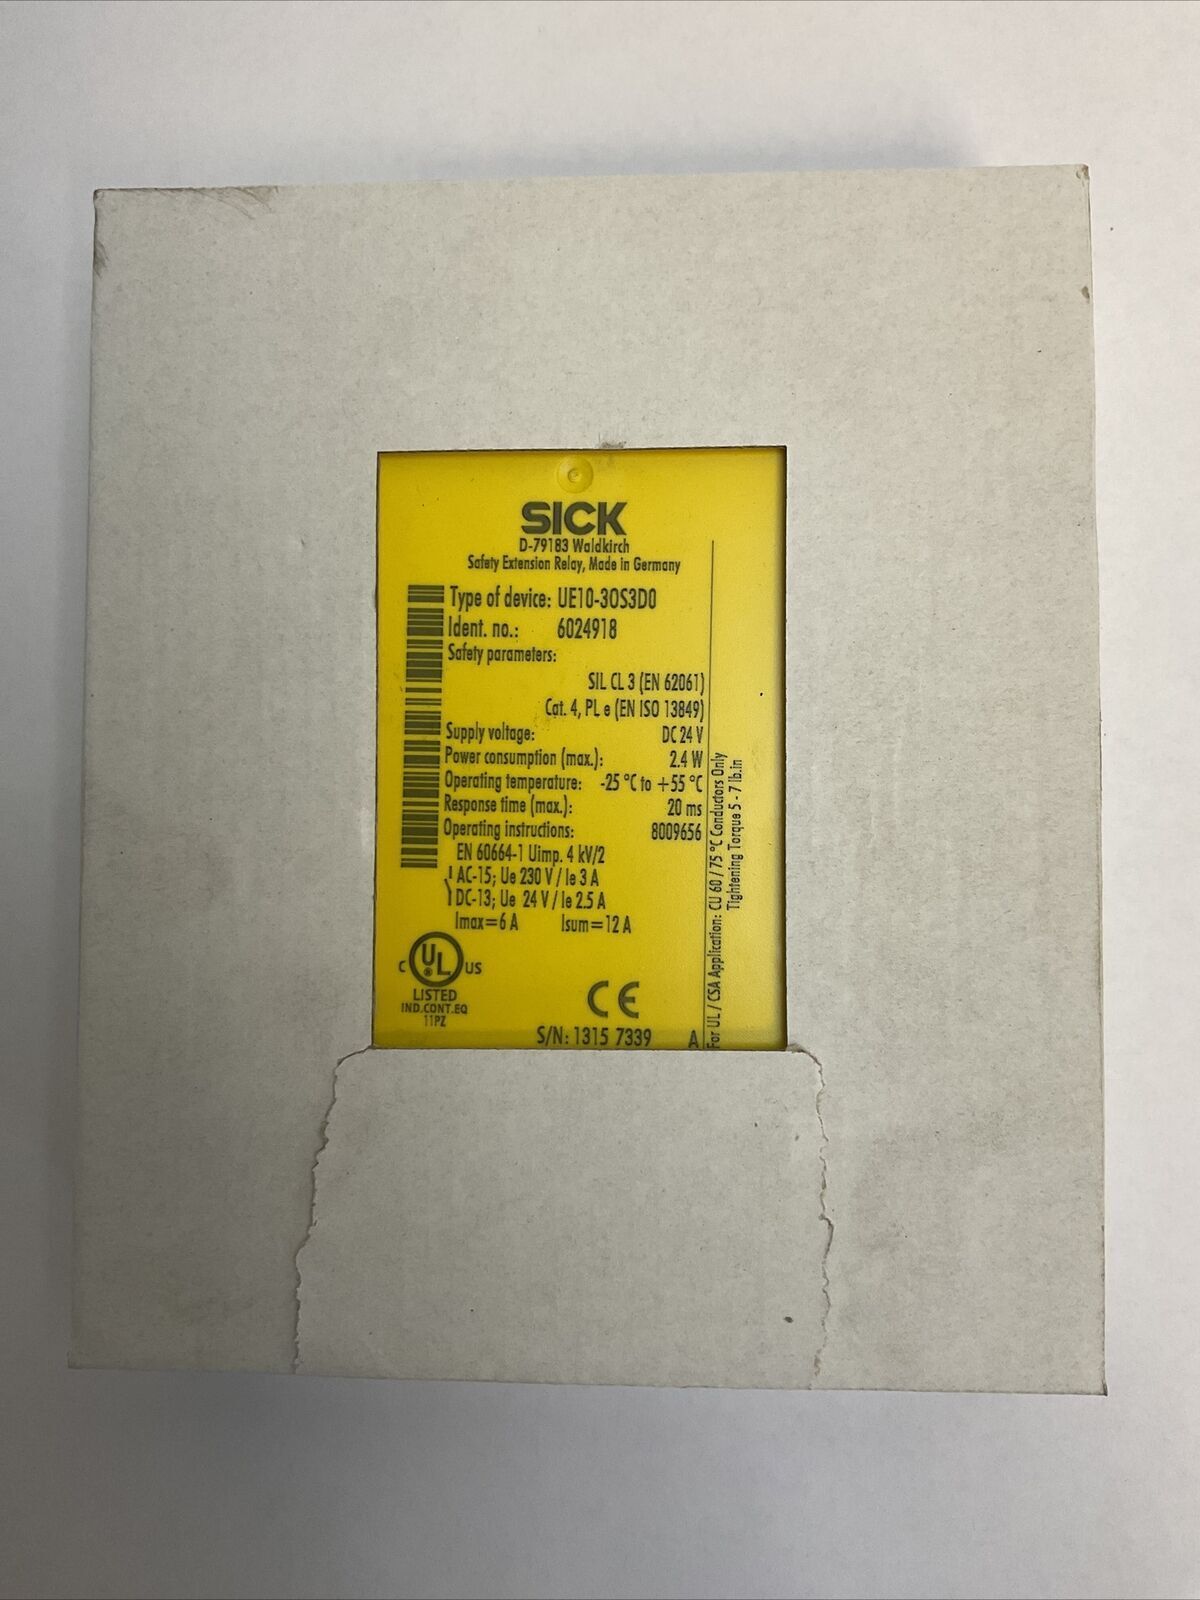 SICK
D-79183 Waldkirch
Safety Extension Relay, Made in Germany
Type of device: UE10-3OS3D0
Ident. no.: 6024918
Safety parameters:
SIL CL 3 (EN 62061)
Cat. 4, PL e (EN ISO 13849)
Supply voltage: DC 24 V
Power consumption (max.): 2.4 W
Operating temperature: -25 °C to +55 °C
Response time (max.): 20 ms
Operating instructions: 8009656
EN 60664-1 Uimp. 4 kV/2
AC-15; Ue 230 V / Ie 3 A
DC-13; Ue 24 V / Ie 2.5 A
Imax=6 A Isum=12 A
C UL ® US
LISTED
IND.CONT.EQ
11PZ
CE
S/N: 1315 7339 A
For UL / CSA Application: CU 60 / 75 °C Conductors Only
Tightening Torque 5 - 7 lb.in